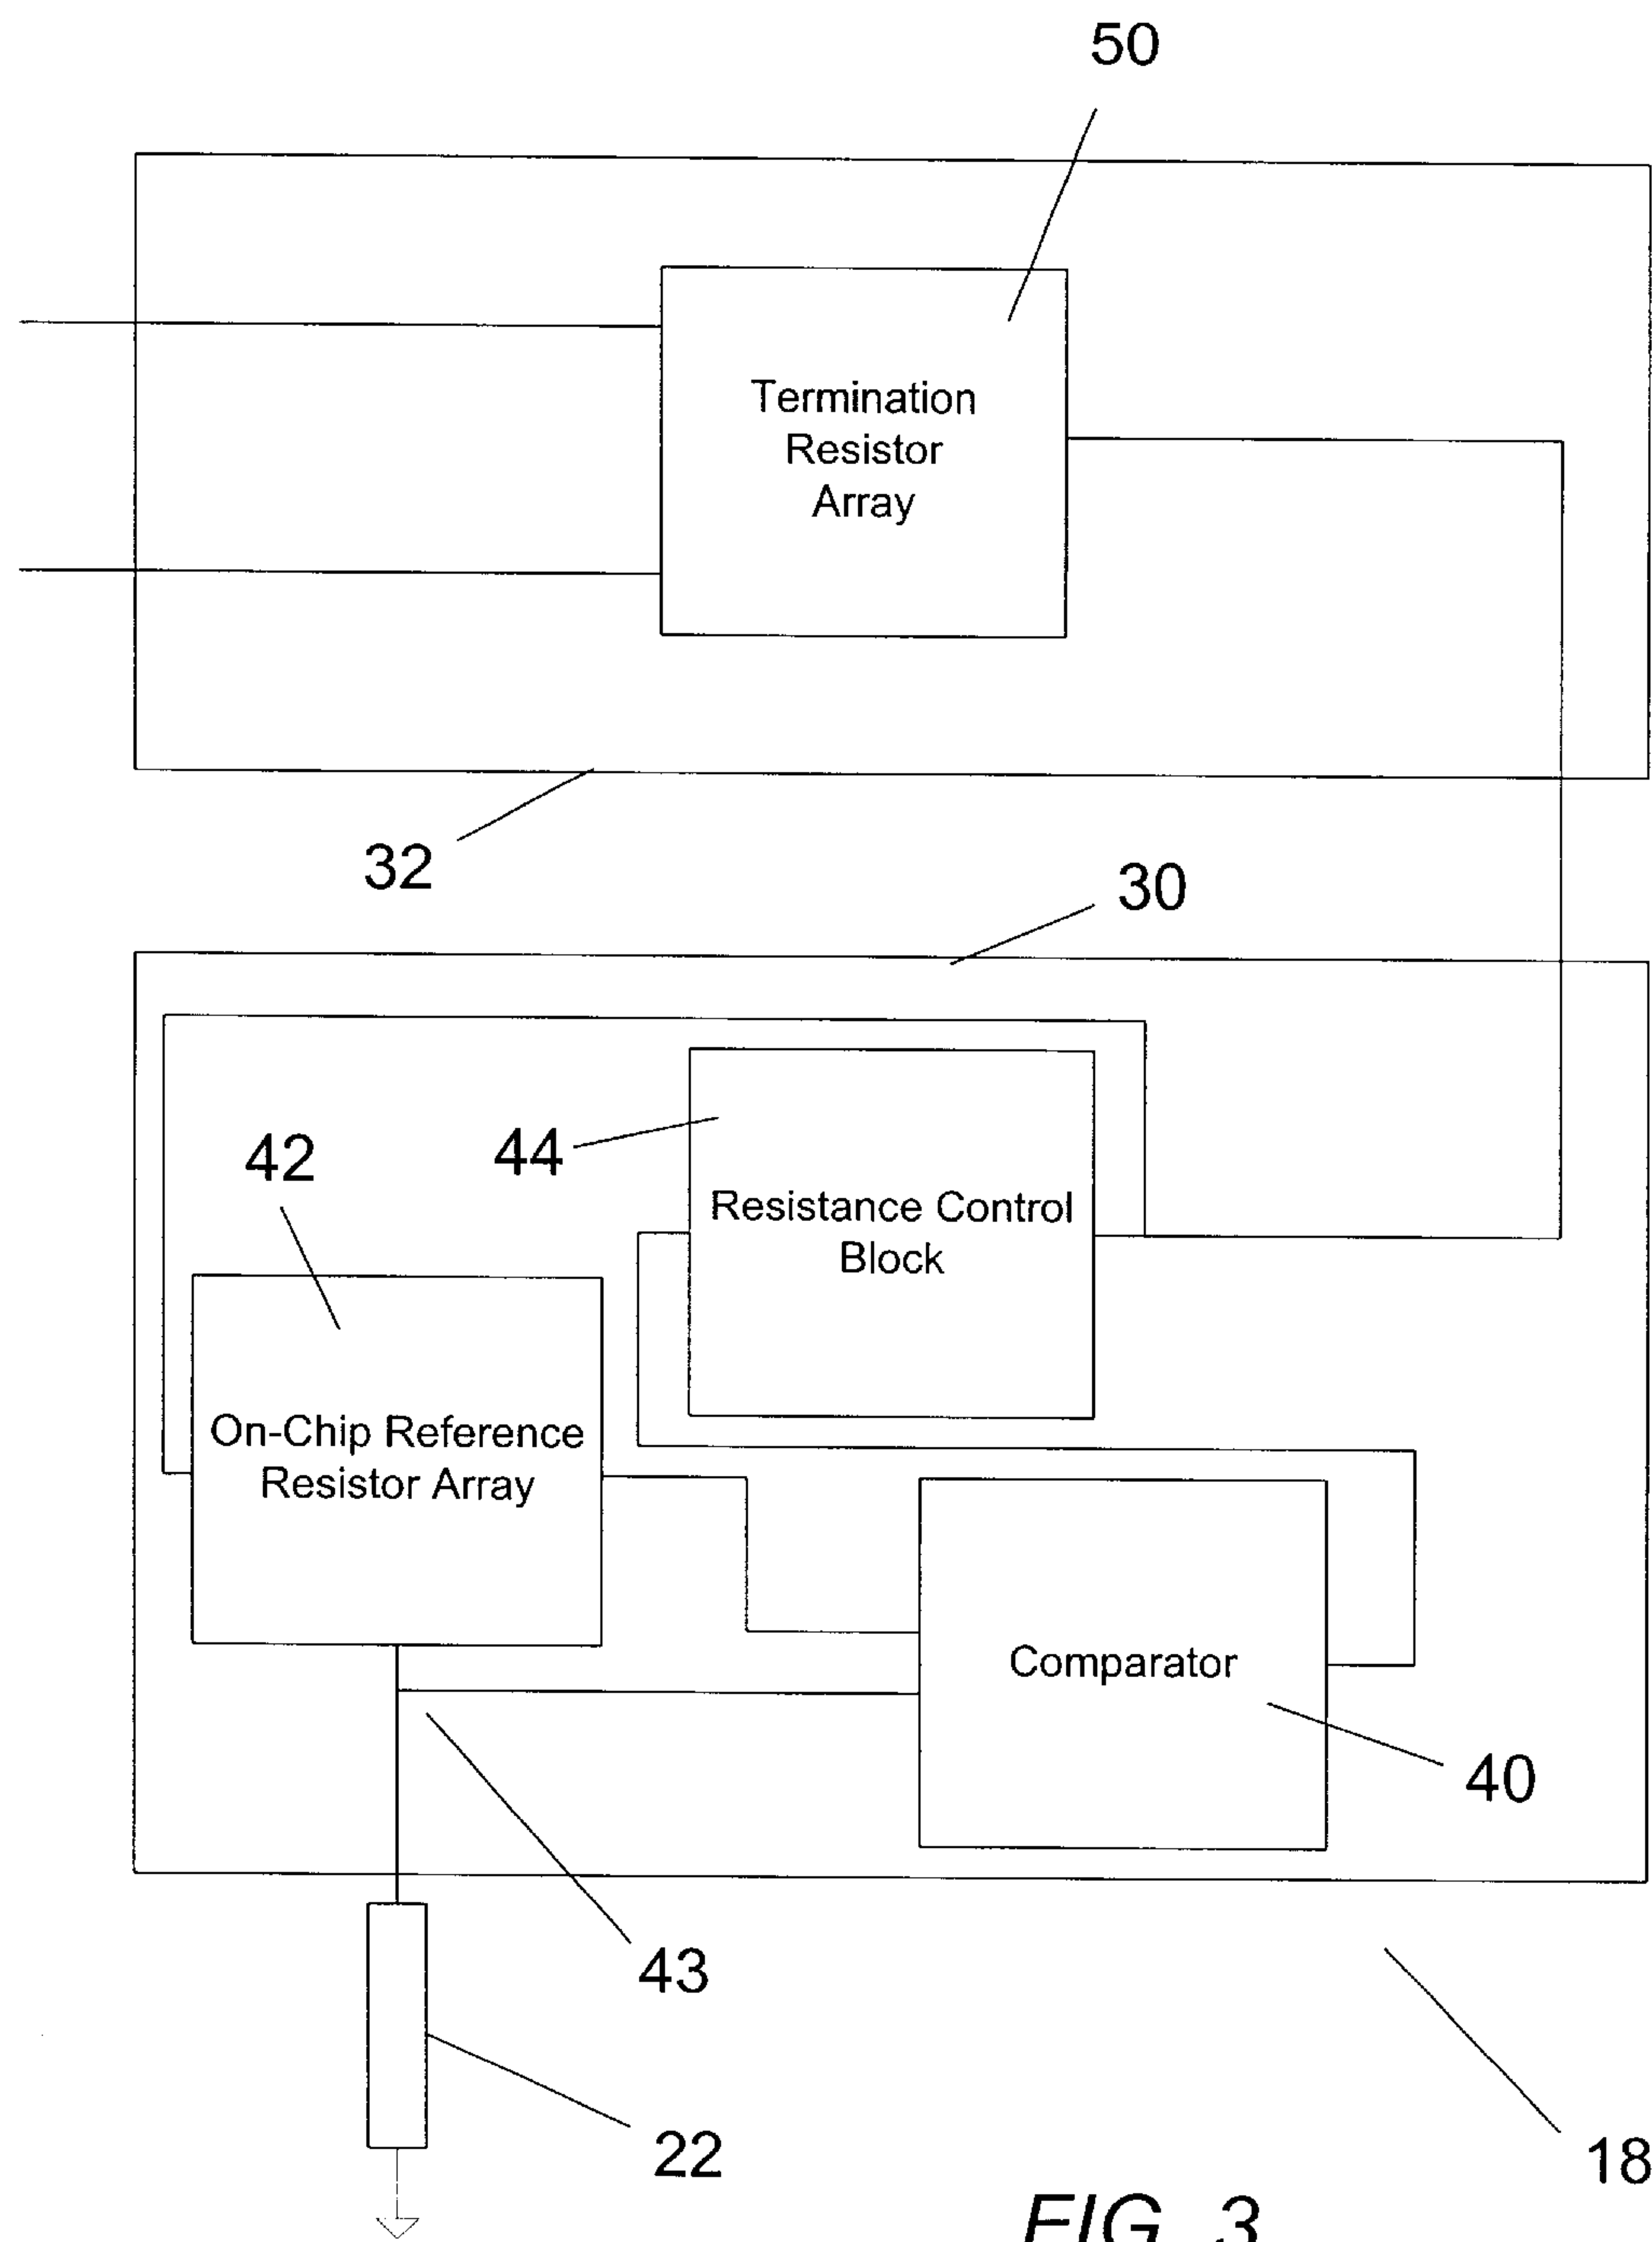 50
Termination
Resistor
Array
32
30
42
44
Resistance Control
Block
On-Chip Reference
Resistor Array
Comparator
40
43
22
18
FIG. 3